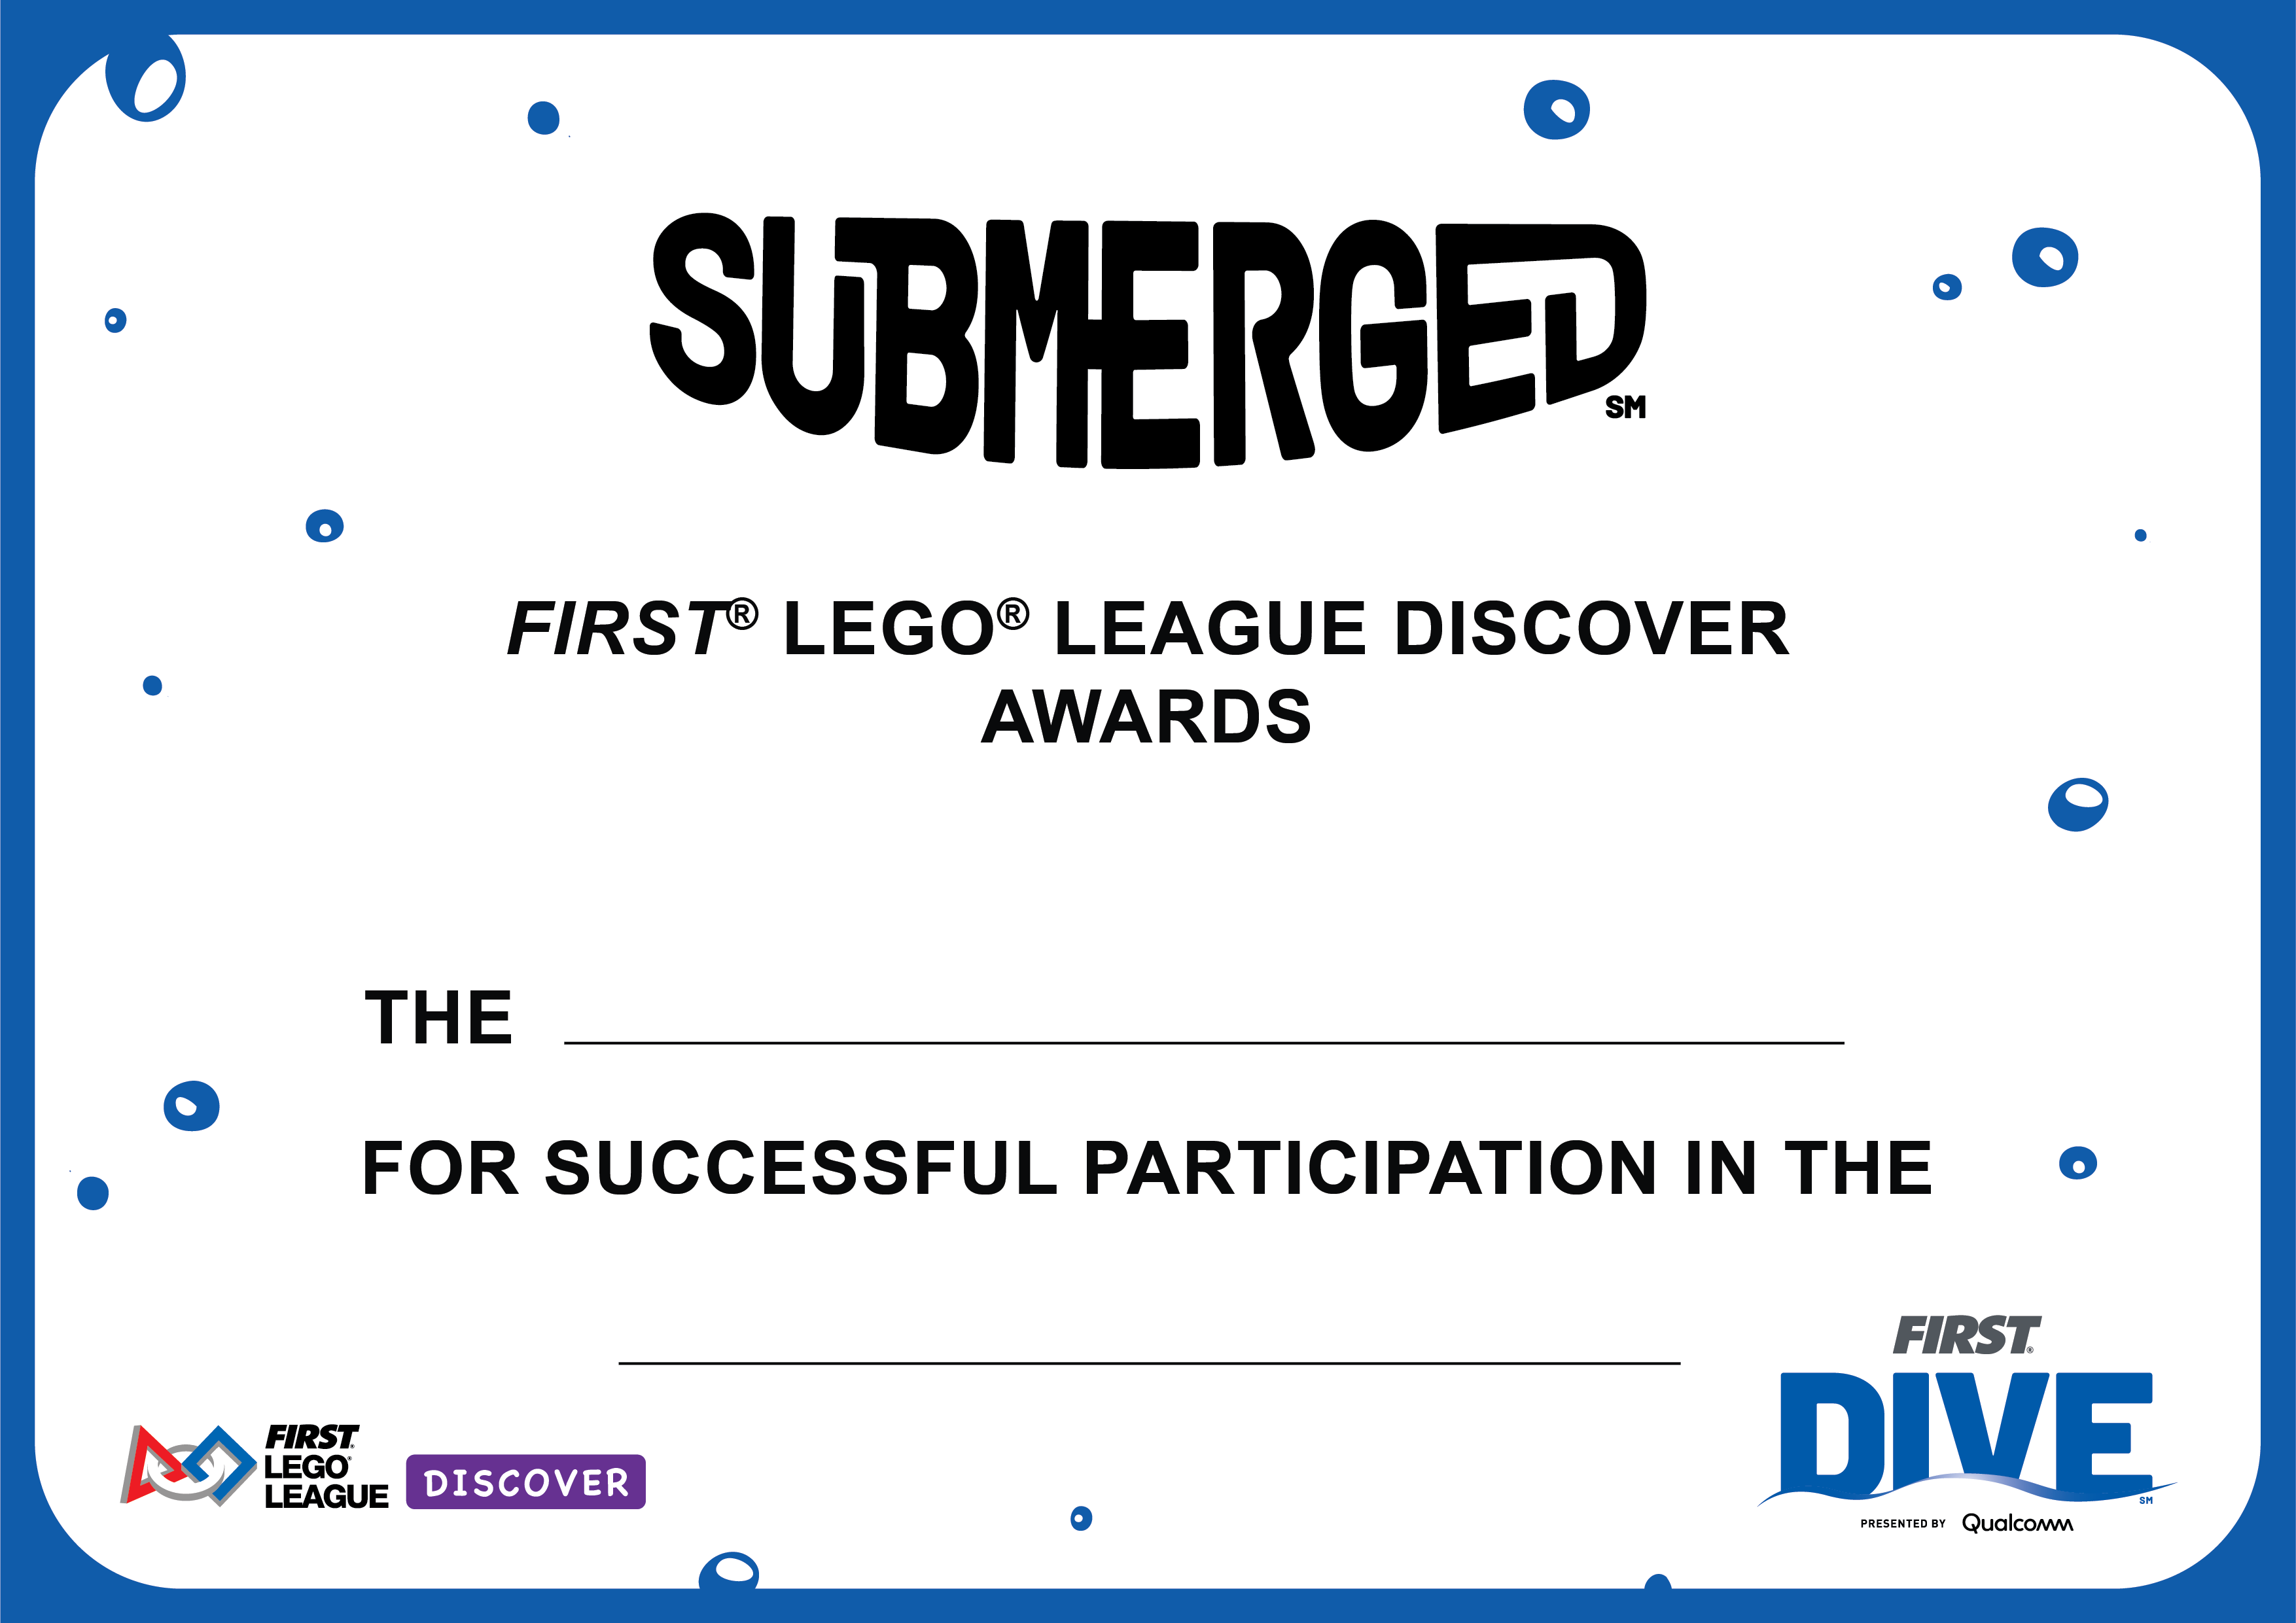 SUBMERGED SM
FIRST® LEGO® LEAGUE DISCOVER
AWARDS
THE
FOR SUCCESSFUL PARTICIPATION IN THE
FIRST®
LEGO®
LEAGUE
DISCOVER
FIRST®
DIVE SM
PRESENTED BY Qualcomm